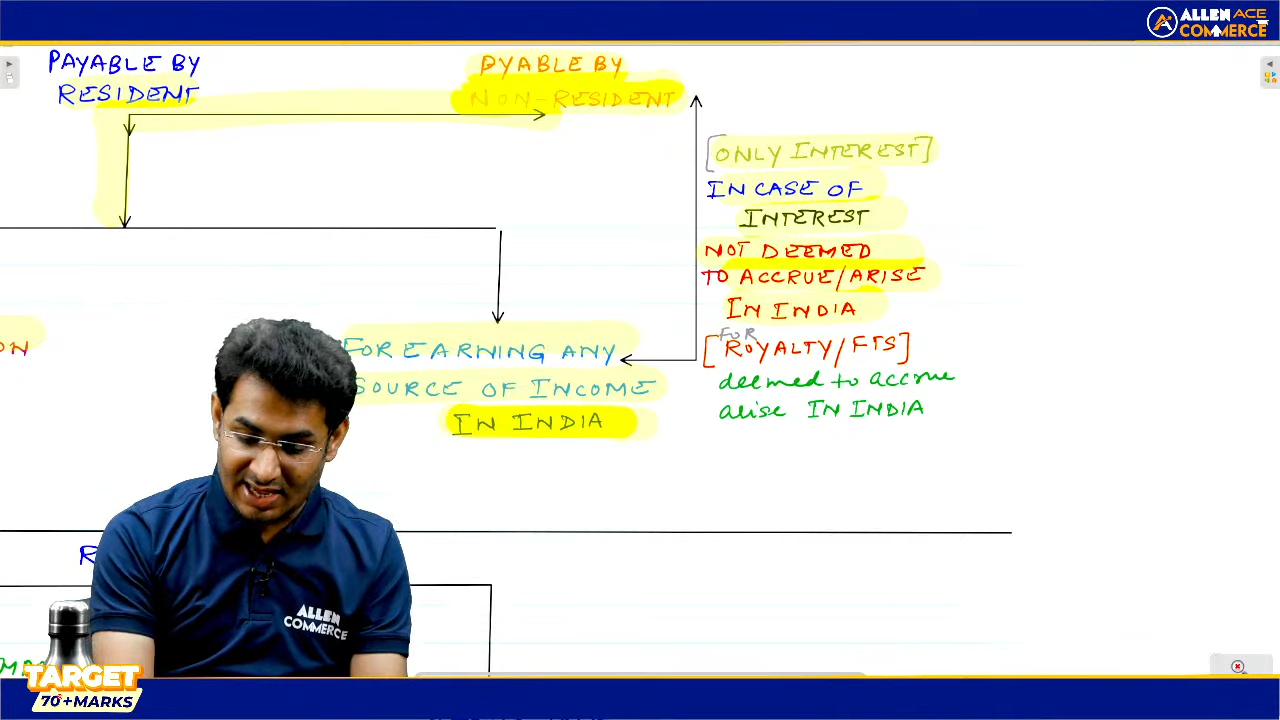 ALLEN ACE
COMMERCE
PAYABLE BY
RESIDENT
PYABLE BY
NON-RESIDENT
[ONLY INTEREST]
IN CASE OF
INTEREST
NOT DEEMED
TO ACCRUE/ARISE
IN INDIA
FOR
[ROYALTY/FTS]
deemed to accrue
arise IN INDIA
ON
FOR EARNING ANY
SOURCE OF INCOME
IN INDIA
R
ALLEN
COMMERCE
TARGET
70+MARKS